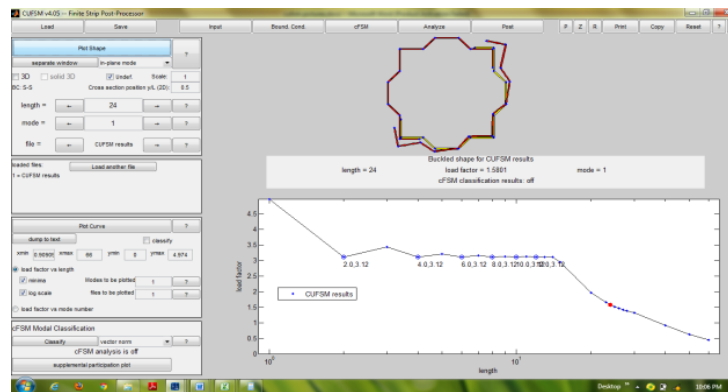 CUFSM v4.05 -- Finite Strip Post-Processor
Load Save Input Bound. Cond. cFSM Analyze Post P Z R Print Copy Reset ?
Plot Shape ?
separate window in-plane mode
3D solid 3D Undef. Scale: 1
BC: S-S Cross section position y/L (2D): 0.5
length = 24 ?
mode = 1 ?
file = CUFSM results ?
loaded files: Load another file
1 = CUFSM results
Plot Curve ?
dump to text classify
xmin xmax 66 ymin 0 ymax 4.974
load factor vs length
minima Modes to be plotted 1 ?
log scale files to be plotted 1 ?
load factor vs mode number
cFSM Modal Classification
Classify vector norm ?
cFSM analysis is off
supplemental participation plot
Buckled shape for CUFSM results
length = 24 load factor = 1.5801 mode = 1
cFSM classification results: off
4.5
4
3.5
3
2.5
2
1.5
1
0.5
0
load factor
2.0,3.12 4.0,3.12 6.0,3.12 8.0,3.12
CUFSM results
10⁰ 10¹
length
Desktop 10:06 PM